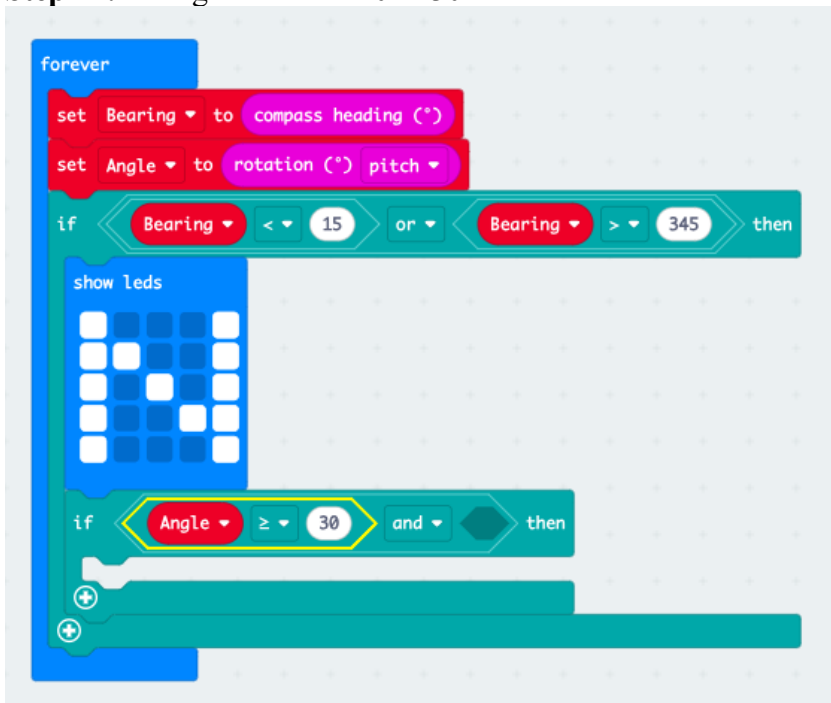 forever
set Bearing to compass heading (°)
set Angle to rotation (°) pitch
if Bearing < 15 or Bearing > 345 then
show leds
if Angle ≥ 30 and then